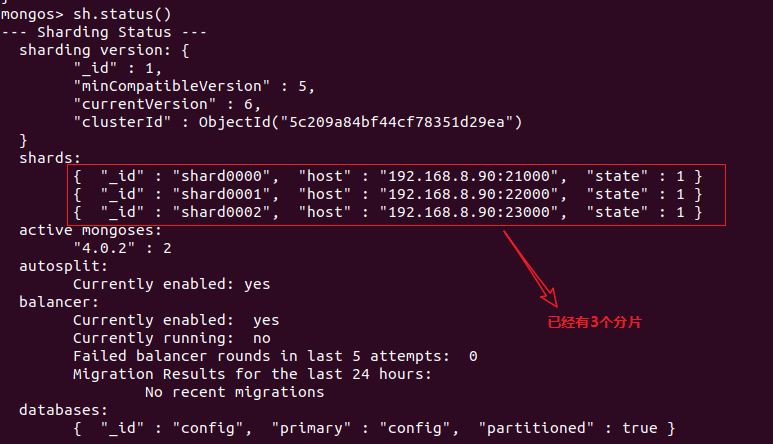 mongos> sh.status()
--- Sharding Status ---
  sharding version: {
        "_id" : 1,
        "minCompatibleVersion" : 5,
        "currentVersion" : 6,
        "clusterId" : ObjectId("5c209a84bf44cf78351d29ea")
  }
  shards:
        {  "_id" : "shard0000",  "host" : "192.168.8.90:21000",  "state" : 1 }
        {  "_id" : "shard0001",  "host" : "192.168.8.90:22000",  "state" : 1 }
        {  "_id" : "shard0002",  "host" : "192.168.8.90:23000",  "state" : 1 }
  active mongoses:
        "4.0.2" : 2
  autosplit:
        Currently enabled: yes
  balancer:
        Currently enabled:  yes
已经有3个分片
        Currently running:  no
        Failed balancer rounds in last 5 attempts:  0
        Migration Results for the last 24 hours:
                No recent migrations
  databases:
        {  "_id" : "config",  "primary" : "config",  "partitioned" : true }